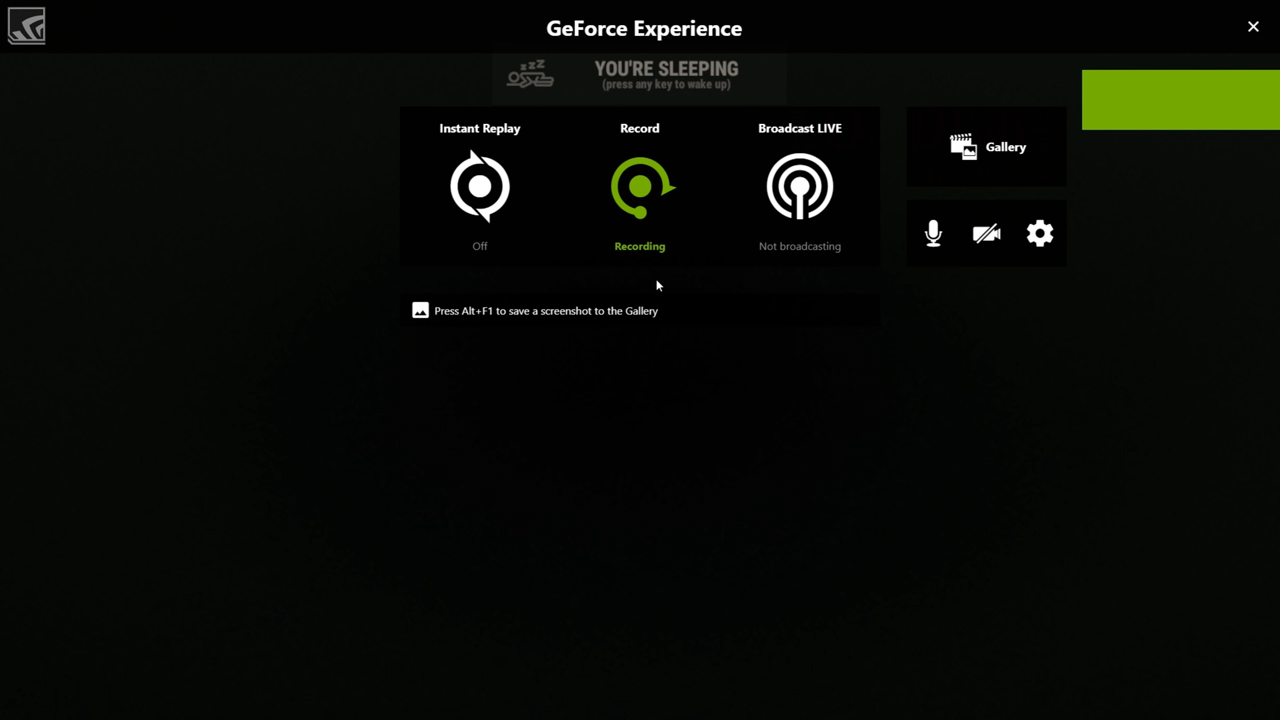 GeForce Experience
zzz
YOU'RE SLEEPING
(press any key to wake up)
Instant Replay
Record
Broadcast LIVE
Gallery
Off
Recording
Not broadcasting
Press Alt+F1 to save a screenshot to the Gallery